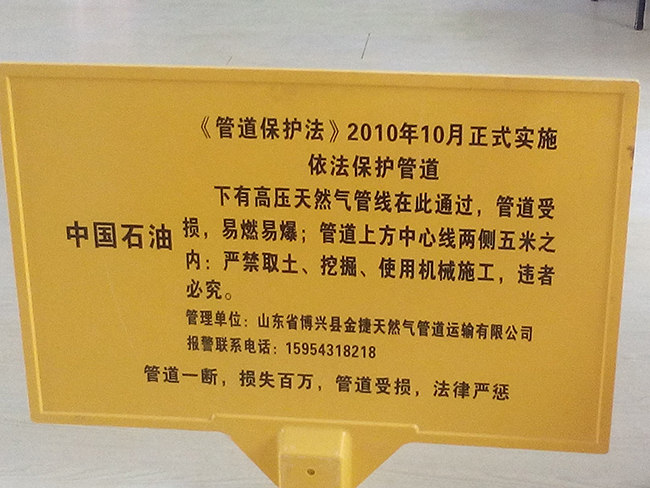 《管道保护法》2010年10月正式实施
依法保护管道
中国石油
下有高压天然气管线在此通过，管道受
损，易燃易爆；管道上方中心线两侧五米之
内：严禁取土、挖掘、使用机械施工，违者
必究。
管理单位：山东省博兴县金捷天然气管道运输有限公司
报警联系电话：15954318218
管道一断，损失百万，管道受损，法律严惩